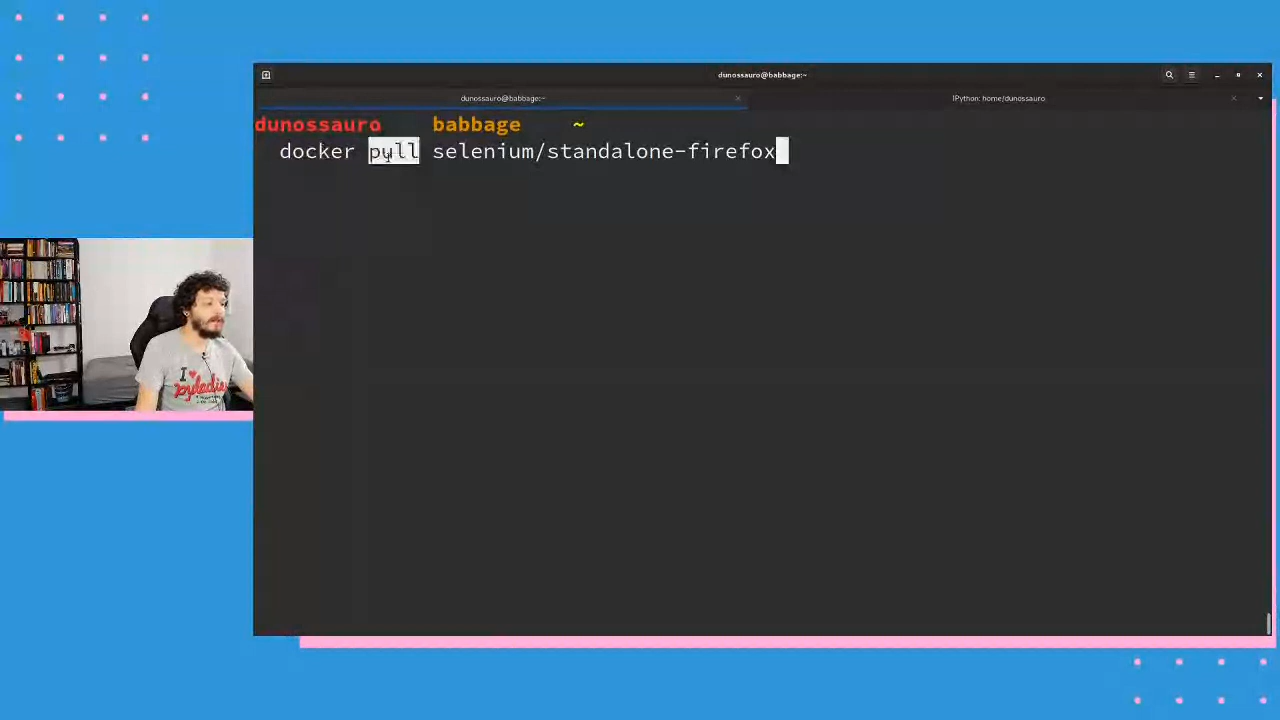 dunossauro@babbage:~
dunossauro@babbage:~
IPython: home/dunossauro
dunossauro babbage ~
docker pull selenium/standalone-firefox
I